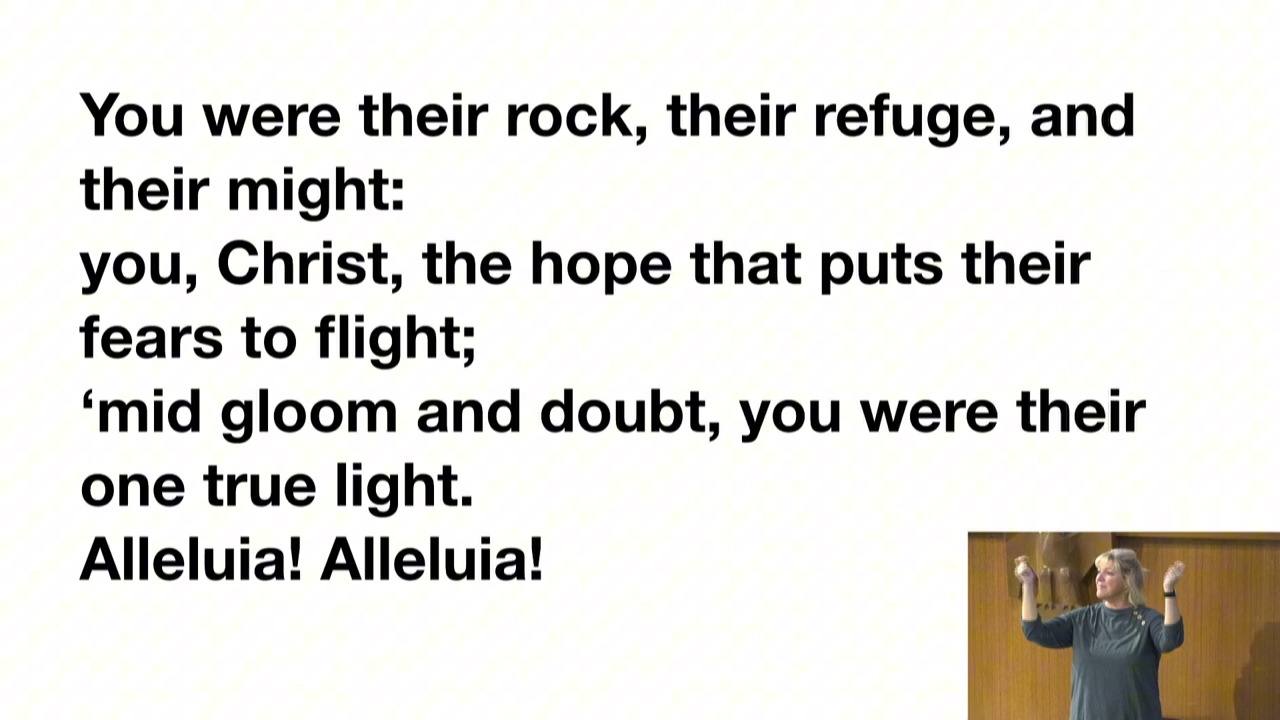 You were their rock, their refuge, and
their might:
you, Christ, the hope that puts their
fears to flight;
‘mid gloom and doubt, you were their
one true light.
Alleluia! Alleluia!